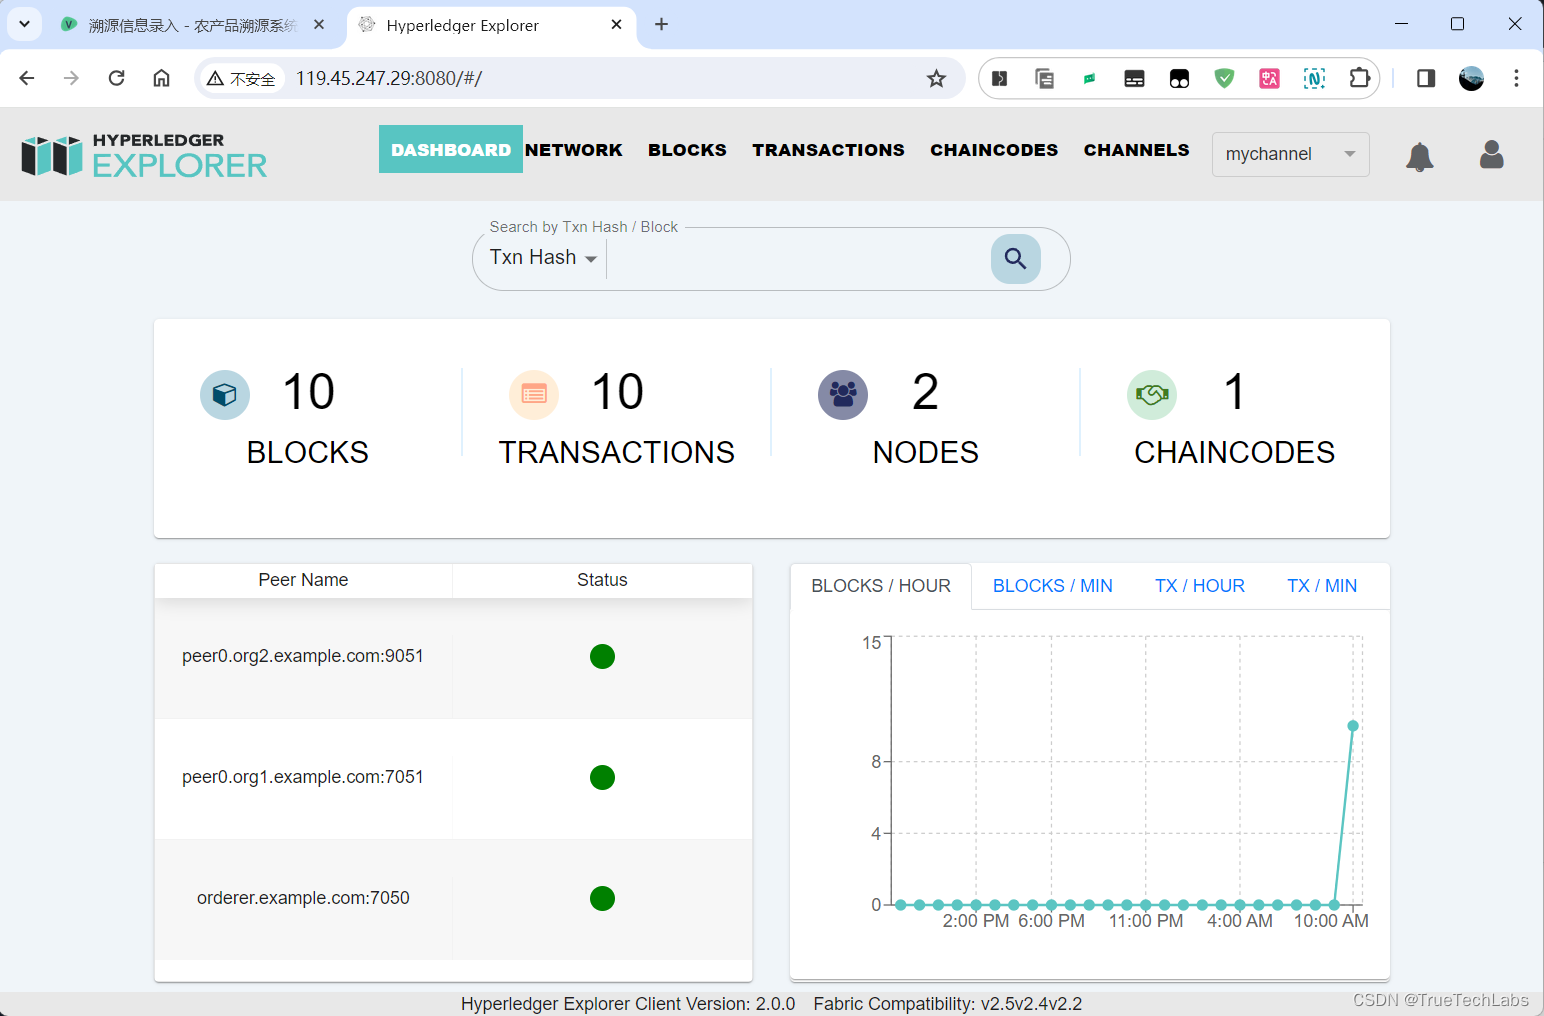 溯源信息录入 - 农产品溯源系统
Hyperledger Explorer
不安全
119.45.247.29:8080/#/
HYPERLEDGER
EXPLORER
DASHBOARD NETWORK BLOCKS TRANSACTIONS CHAINCODES CHANNELS
mychannel
Search by Txn Hash / Block
Txn Hash
10
BLOCKS
10
TRANSACTIONS
2
NODES
1
CHAINCODES
Peer Name Status
peer0.org2.example.com:9051
peer0.org1.example.com:7051
orderer.example.com:7050
BLOCKS / HOUR BLOCKS / MIN TX / HOUR TX / MIN
15
8
4
0
2:00 PM 6:00 PM 11:00 PM 4:00 AM 10:00 AM
Hyperledger Explorer Client Version: 2.0.0 Fabric Compatibility: v2.5v2.4v2.2
CSDN @TrueTechLabs